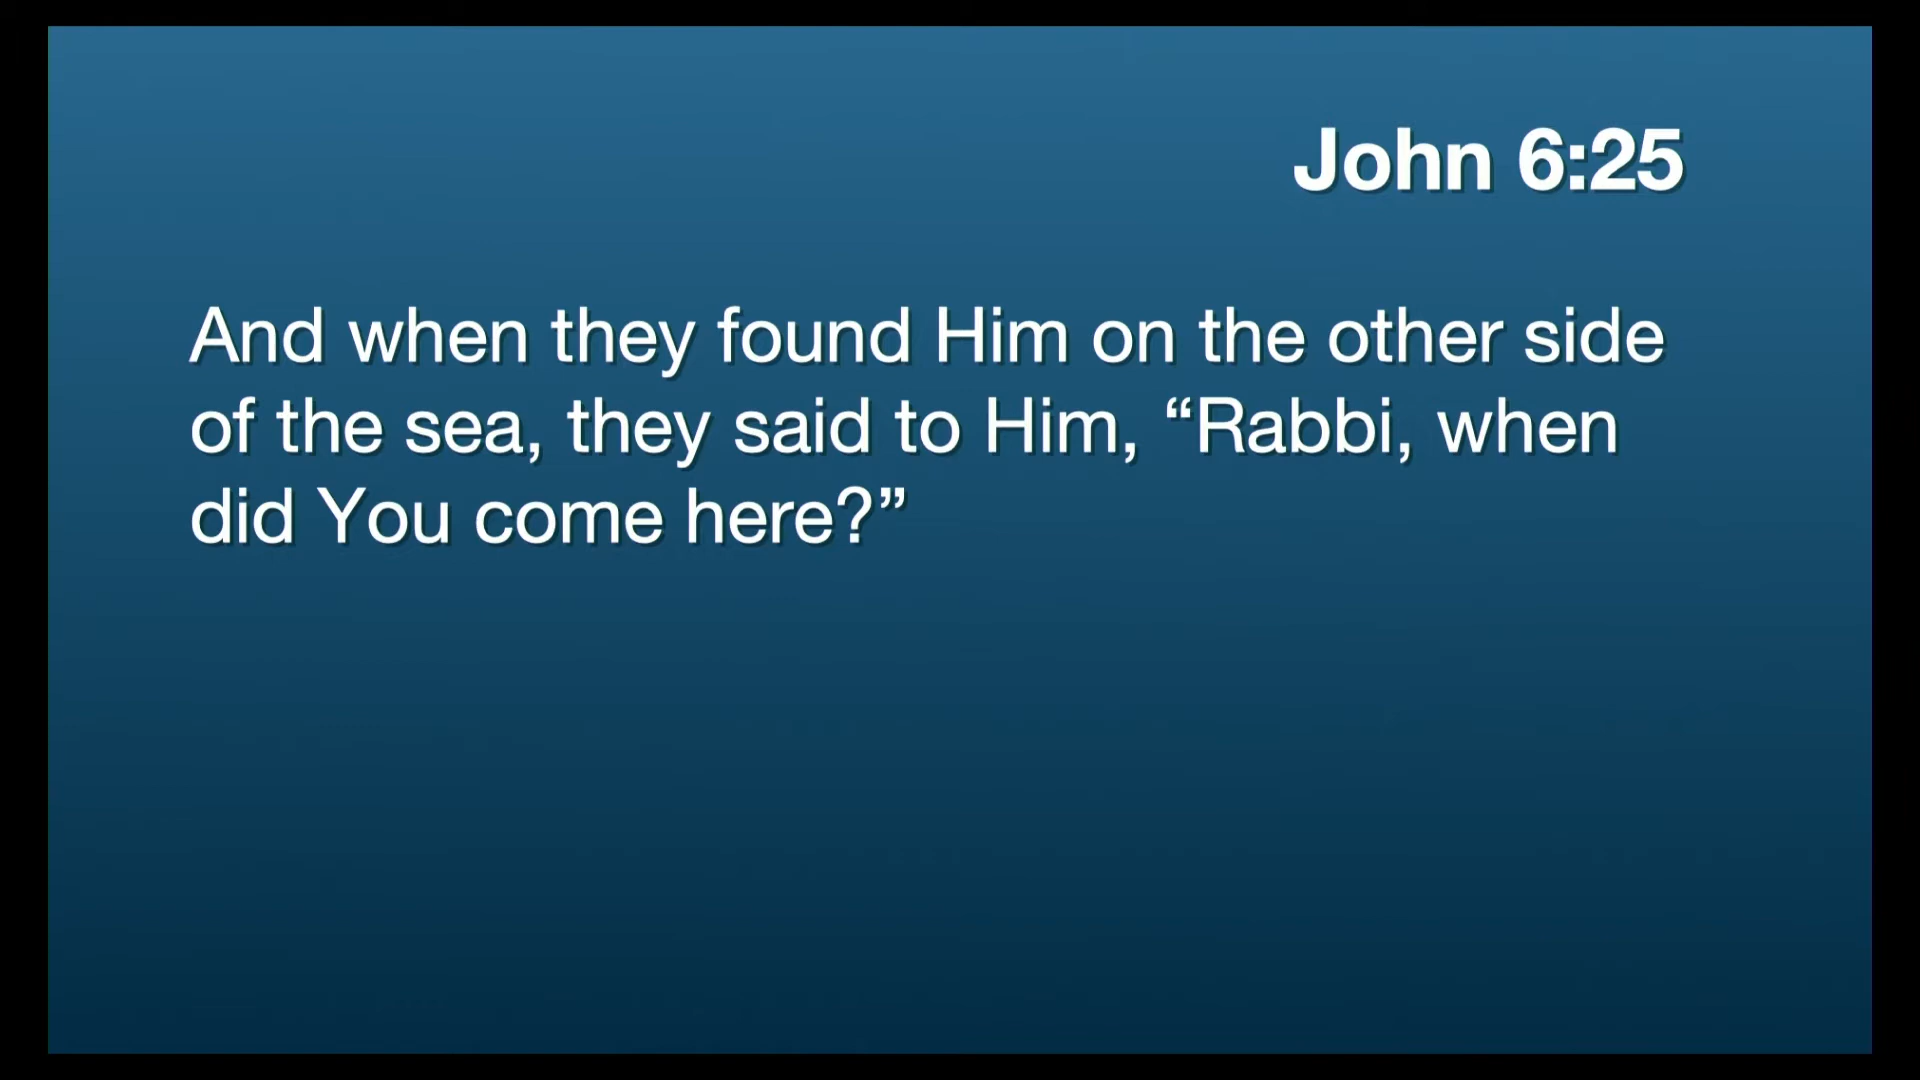 John 6:25
And when they found Him on the other side
of the sea, they said to Him, “Rabbi, when
did You come here?”